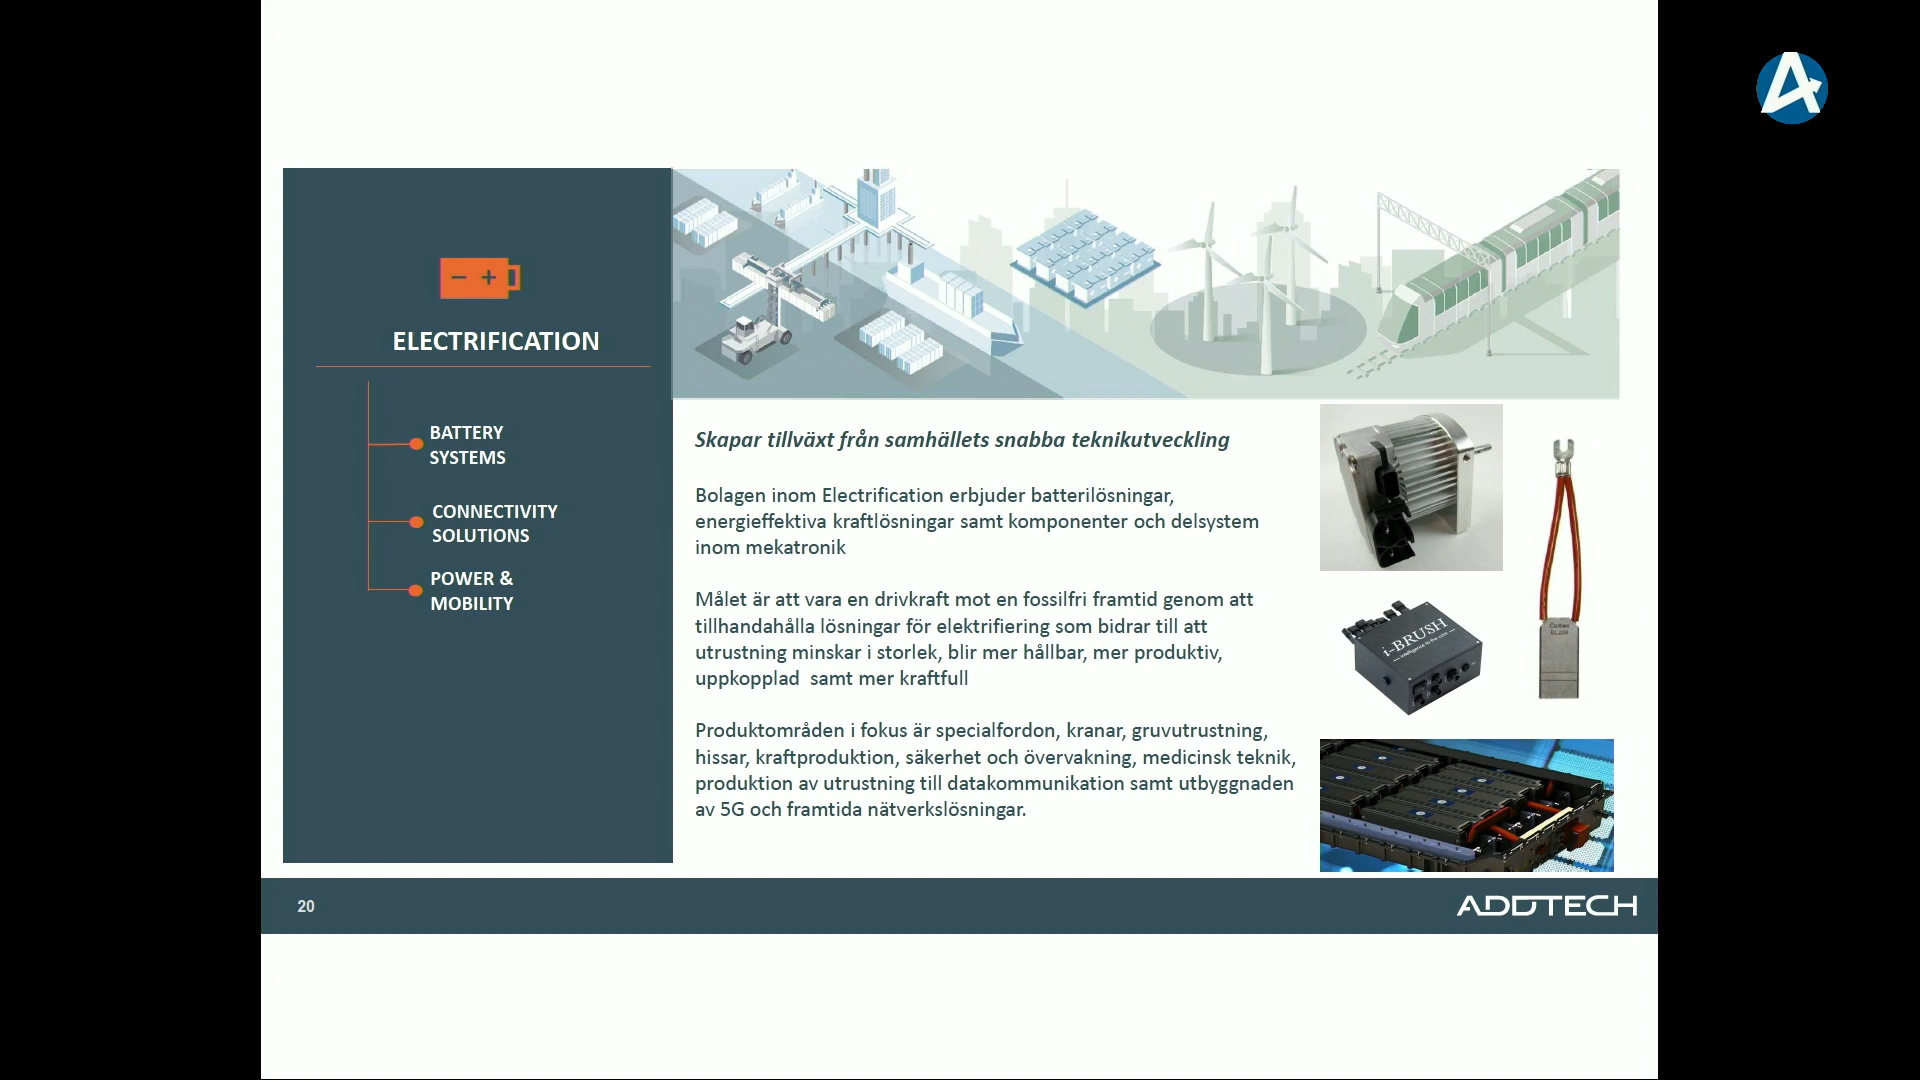 ELECTRIFICATION
BATTERY
SYSTEMS
CONNECTIVITY
SOLUTIONS
POWER &
MOBILITY
Skapar tillväxt från samhällets snabba teknikutveckling
Bolagen inom Electrification erbjuder batterilösningar,
energieffektiva kraftlösningar samt komponenter och delsystem
inom mekatronik
Målet är att vara en drivkraft mot en fossilfri framtid genom att
tillhandahålla lösningar för elektrifiering som bidrar till att
utrustning minskar i storlek, blir mer hållbar, mer produktiv,
uppkopplad  samt mer kraftfull
Produktområden i fokus är specialfordon, kranar, gruvutrustning,
hissar, kraftproduktion, säkerhet och övervakning, medicinsk teknik,
produktion av utrustning till datakommunikation samt utbyggnaden
av 5G och framtida nätverkslösningar.
i-BRUSH
20
ADDTECH